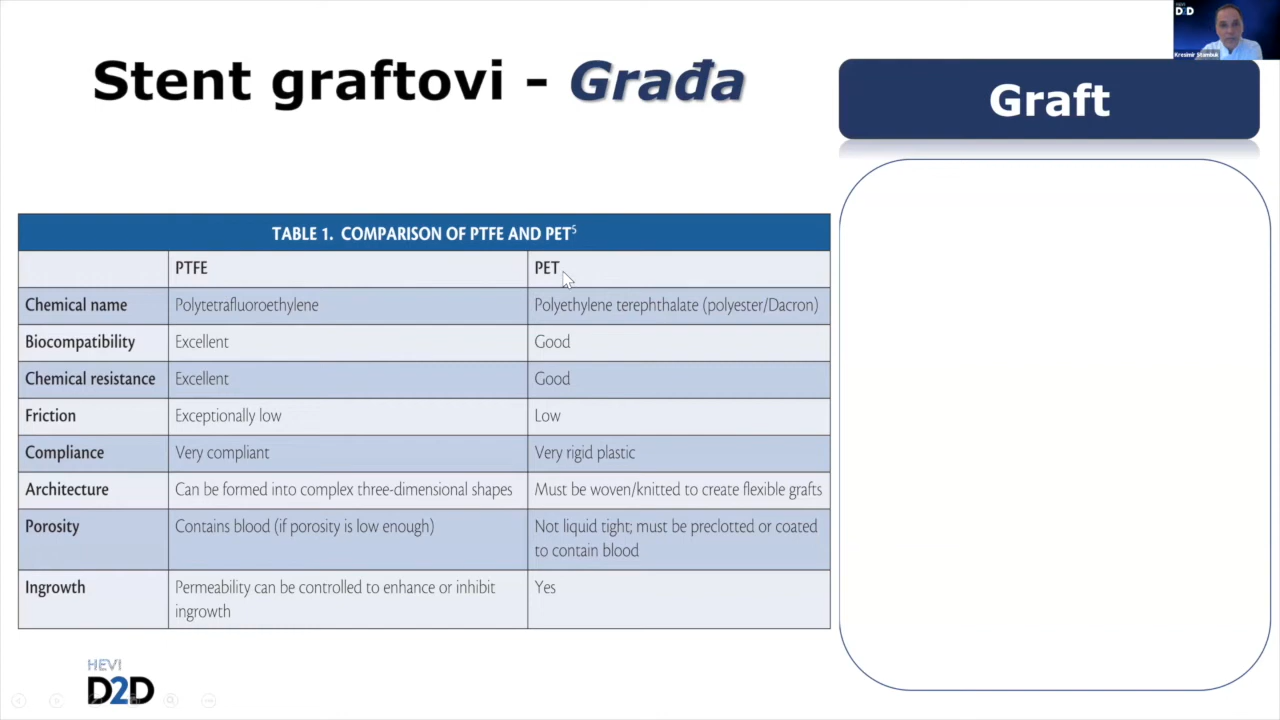 HEVI
D2D
Kresimir Stambuk
Stent graftovi - Građa
Graft
TABLE 1. COMPARISON OF PTFE AND PET5
PTFE PET
Chemical name Polytetrafluoroethylene Polyethylene terephthalate (polyester/Dacron)
Biocompatibility Excellent Good
Chemical resistance Excellent Good
Friction Exceptionally low Low
Compliance Very compliant Very rigid plastic
Architecture Can be formed into complex three-dimensional shapes Must be woven/knitted to create flexible grafts
Porosity Contains blood (if porosity is low enough) Not liquid tight; must be preclotted or coated
to contain blood
Ingrowth Permeability can be controlled to enhance or inhibit Yes
ingrowth
HEVI
D2D